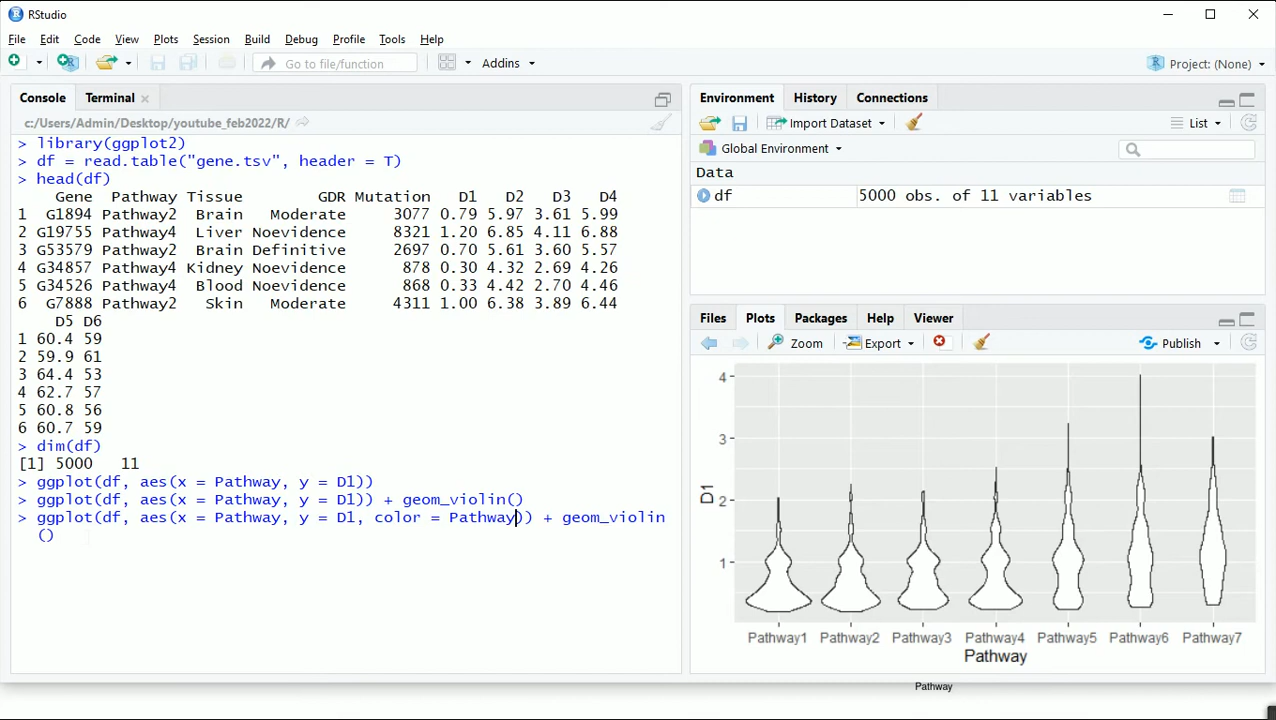 RStudio
File Edit Code View Plots Session Build Debug Profile Tools Help
Go to file/function Addins Project: (None)
Console Terminal
c:/Users/Admin/Desktop/youtube_feb2022/R/
> library(ggplot2)
> df = read.table("gene.tsv", header = T)
> head(df)
Gene Pathway Tissue GDR Mutation D1 D2 D3 D4
1 G1894 Pathway2 Brain Moderate 3077 0.79 5.97 3.61 5.99
2 G19755 Pathway4 Liver Noevidence 8321 1.20 6.85 4.11 6.88
3 G53579 Pathway2 Brain Definitive 2697 0.70 5.61 3.60 5.57
4 G34857 Pathway4 Kidney Noevidence 878 0.30 4.32 2.69 4.26
5 G34526 Pathway4 Blood Noevidence 868 0.33 4.42 2.70 4.46
6 G7888 Pathway2 Skin Moderate 4311 1.00 6.38 3.89 6.44
D5 D6
1 60.4 59
2 59.9 61
3 64.4 53
4 62.7 57
5 60.8 56
6 60.7 59
> dim(df)
[1] 5000 11
> ggplot(df, aes(x = Pathway, y = D1))
> ggplot(df, aes(x = Pathway, y = D1)) + geom_violin()
> ggplot(df, aes(x = Pathway, y = D1, color = Pathway)) + geom_violin
()
Environment History Connections
Import Dataset List
Global Environment
Data
df 5000 obs. of 11 variables
Files Plots Packages Help Viewer
Zoom Export Publish
4
3
2
1
D1
Pathway1 Pathway2 Pathway3 Pathway4 Pathway5 Pathway6 Pathway7
Pathway
Pathway